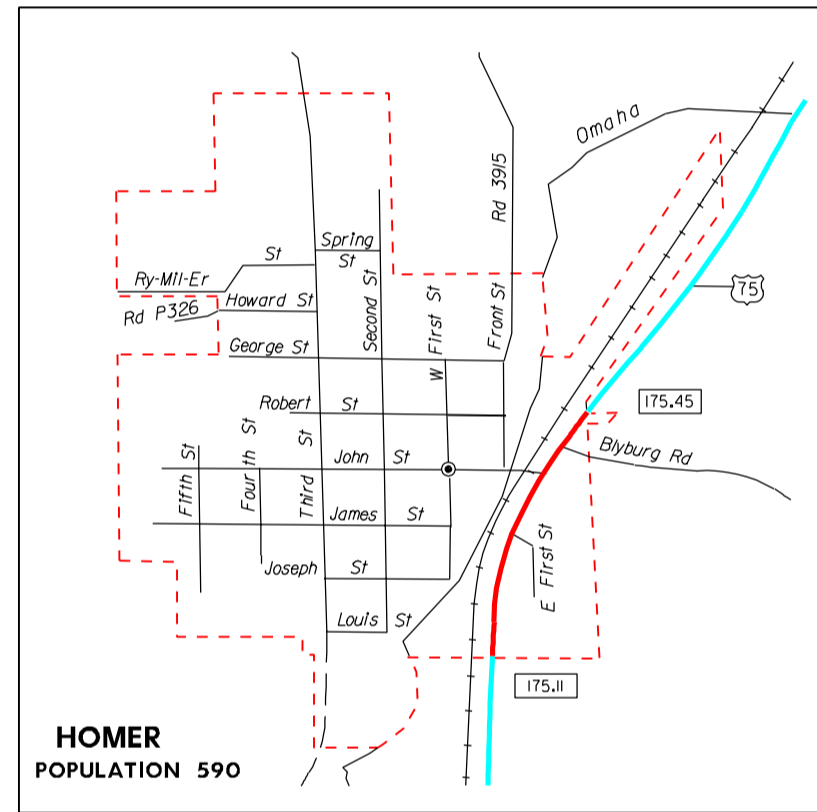 Omaha
Rd 3915
Spring
St
St
Ry-Mil-Er
Second St
W First St
Front St
75
Howard St
Rd P326
George St
175.45
Robert St
Blyburg Rd
Fifth St
Fourth St
Third St
John St
James St
E First St
Joseph St
Louis St
175.11
HOMER
POPULATION 590